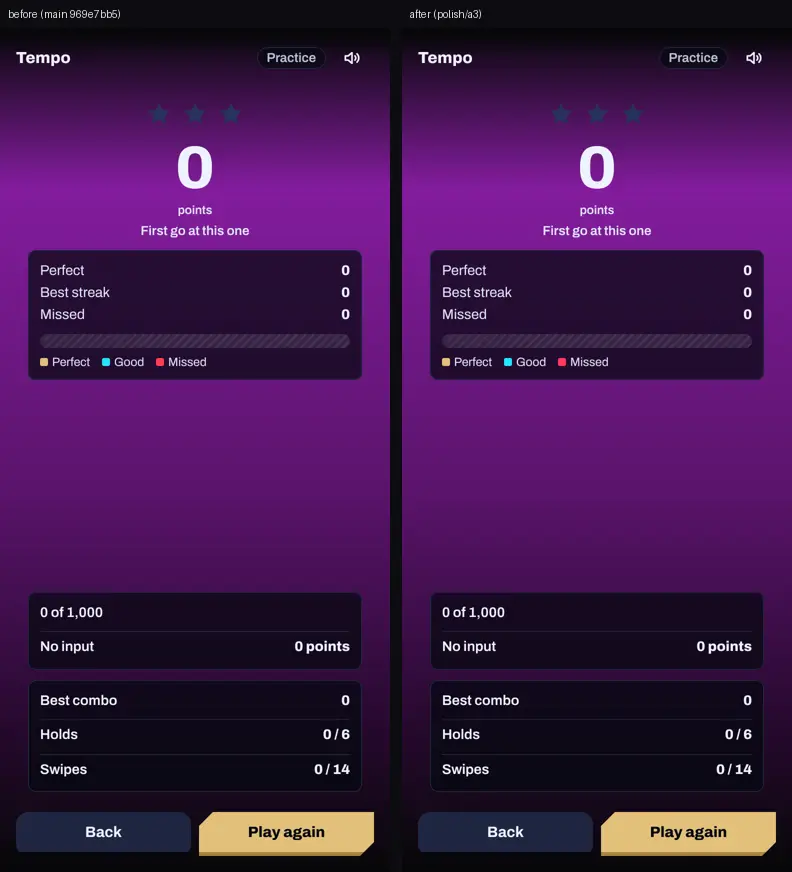 before (main 969e7bb5)
Tempo
Practice
0
points
First go at this one
Perfect 0
Best streak 0
Missed 0
Perfect Good Missed
0 of 1,000
No input 0 points
Best combo 0
Holds 0 / 6
Swipes 0 / 14
Back
Play again
after (polish/a3)
Tempo
Practice
0
points
First go at this one
Perfect 0
Best streak 0
Missed 0
Perfect Good Missed
0 of 1,000
No input 0 points
Best combo 0
Holds 0 / 6
Swipes 0 / 14
Back
Play again